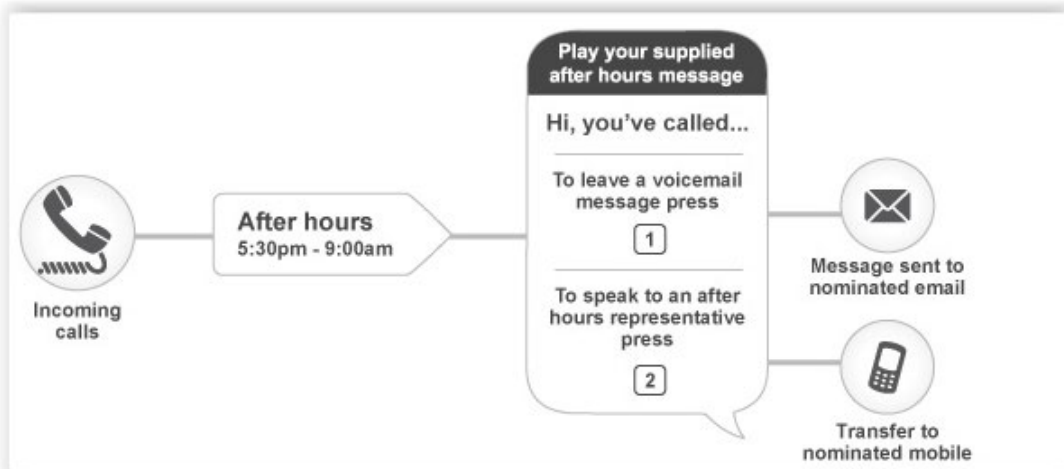 Incoming
calls
After hours
5:30pm - 9:00am
Play your supplied
after hours message
Hi, you've called...
To leave a voicemail
message press
1
To speak to an after
hours representative
press
2
Message sent to
nominated email
Transfer to
nominated mobile